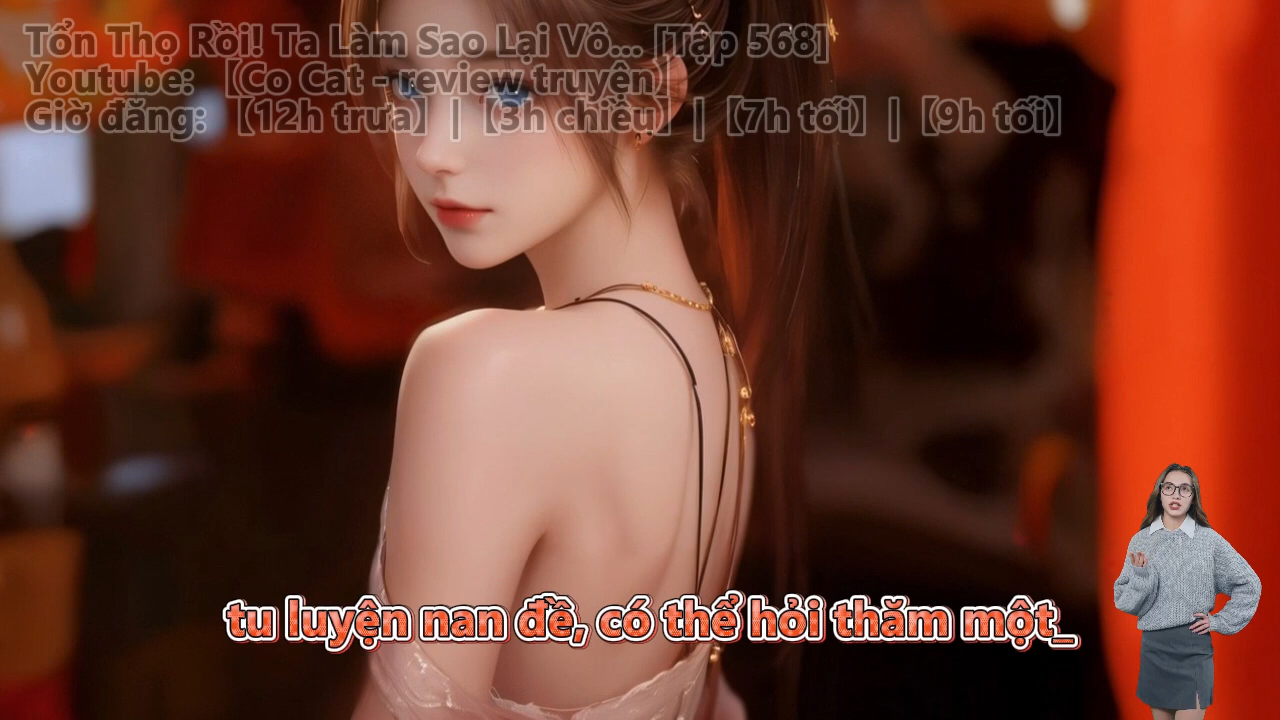 Tổn Thọ Rồi! Ta Làm Sao Lại Vô... [Tập 568]
Youtube: [Co Cat - review truyện]
Giờ đăng: [12h trưa] | [3h chiều] | [7h tối] | [9h tối]
tu luyện nan đề, có thể hỏi thăm một_